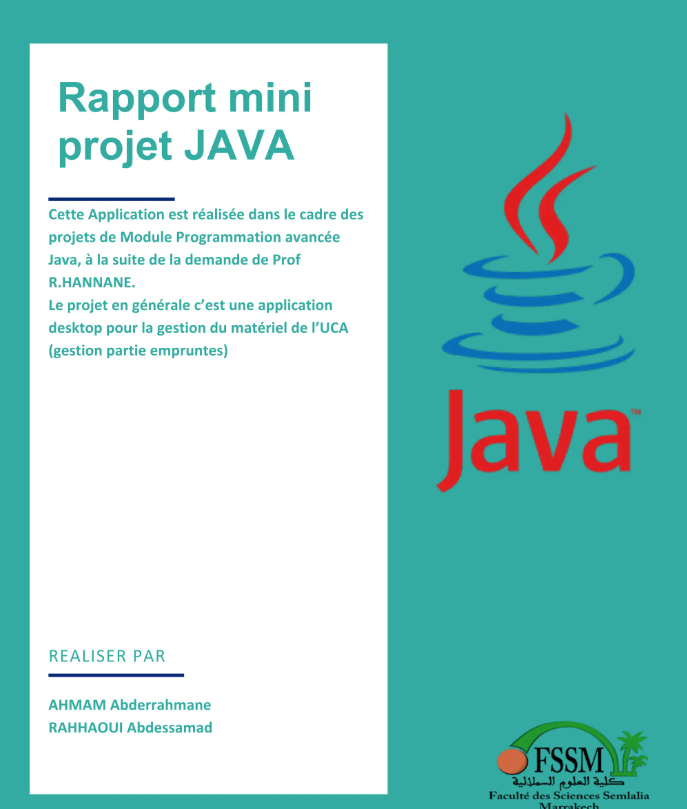 Rapport mini
projet JAVA
Cette Application est réalisée dans le cadre des
projets de Module Programmation avancée
Java, à la suite de la demande de Prof
R.HANNANE.
Le projet en générale c’est une application
desktop pour la gestion du matériel de l’UCA
(gestion partie empruntes)
Java™
REALISER PAR
AHMAM Abderrahmane
RAHHAOUI Abdessamad
FSSM
كلية العلوم السملالية
Faculté des Sciences Semlalia
Marrakech